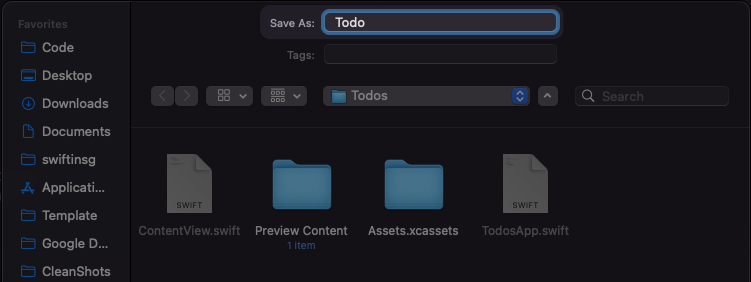 Favorites
Code
Desktop
Downloads
Documents
swiftinsg
Applicati...
Template
Google D...
CleanShots
Save As: Todo
Tags:
Todos
Search
SWIFT
ContentView.swift
Preview Content
1 item
Assets.xcassets
SWIFT
TodosApp.swift